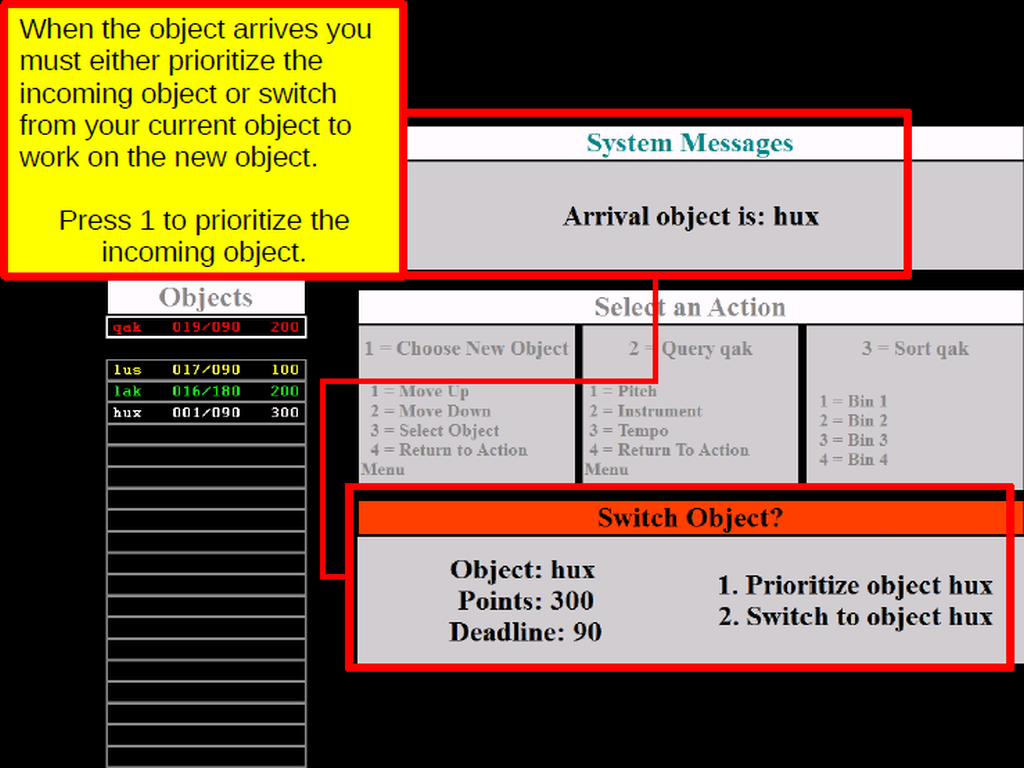 When the object arrives you
must either prioritize the
incoming object or switch
from your current object to
work on the new object.
Press 1 to prioritize the
incoming object.
System Messages
Arrival object is: hux
Objects
qak 019/090 200
lus 017/090 100
lak 016/180 200
hux 001/090 300
Select an Action
1 = Choose New Object
1 = Move Up
2 = Move Down
3 = Select Object
4 = Return to Action
Menu
2 = Query qak
1 = Pitch
2 = Instrument
3 = Tempo
4 = Return To Action
Menu
3 = Sort qak
1 = Bin 1
2 = Bin 2
3 = Bin 3
4 = Bin 4
Switch Object?
Object: hux
Points: 300
Deadline: 90
1. Prioritize object hux
2. Switch to object hux